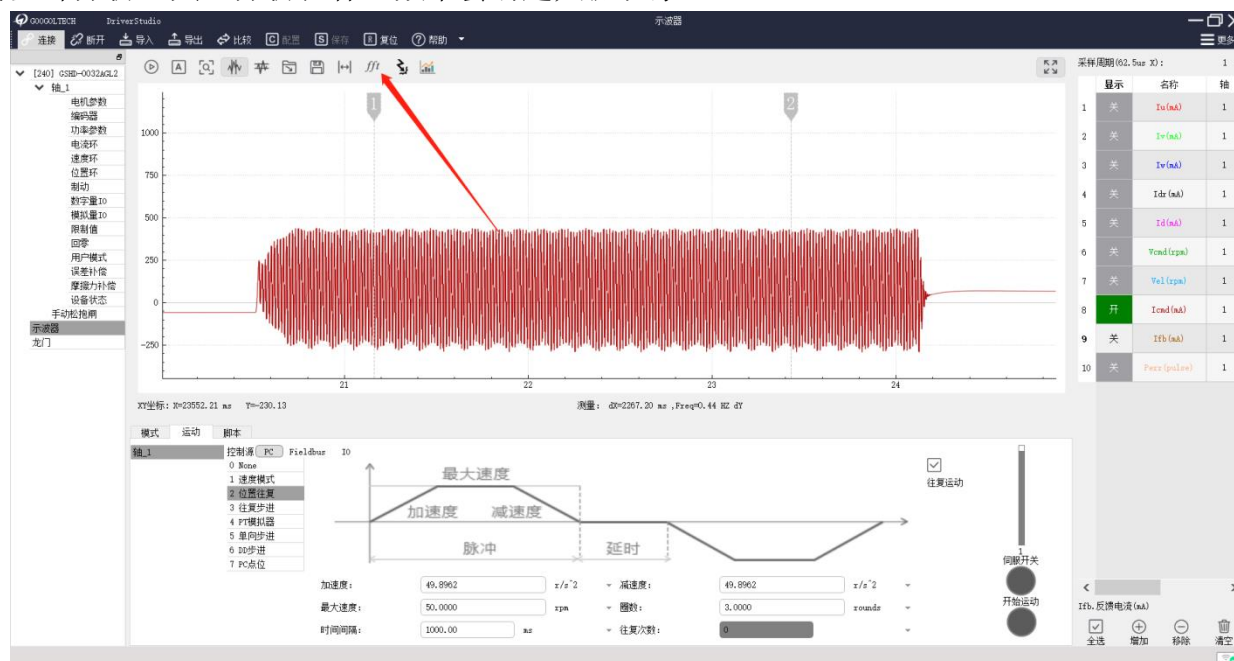 GOOGOLTECH DriverStudio 示波器
连接 断开 导入 导出 比较 C 配置 S 保存 R 复位 帮助 更多
[240] GSHD-0032AGL2
轴_1
电机参数
编码器
功率参数
电流环
速度环
位置环
制动
数字量IO
模拟量IO
限制值
回零
用户模式
误差补偿
摩擦力补偿
设备状态
手动松抱闸
示波器
龙门
A fft
1 2
1000
750
500
250
0
-250
21 22 23 24
XY坐标: X=23552.21 ms Y=-230.13 测量: dX=2267.20 ms ,Freq=0.44 HZ dY
采样周期(62.5us X): 1
显示 名称 轴
1 关 Iu(mA) 1
2 关 Iv(mA) 1
3 关 Iw(mA) 1
4 关 Idr(mA) 1
5 关 Id(mA) 1
6 关 Vcmd(rpm) 1
7 关 Vel(rpm) 1
8 开 Icmd(mA) 1
9 关 Ifb(mA) 1
10 关 Perr(pulse) 1
模式 运动 脚本
轴_1
控制源 PC Fieldbus IO
0 None
1 速度模式
2 位置往复
3 往复步进
4 PT模拟器
5 单向步进
6 DD步进
7 PC点位
最大速度
加速度 减速度
脉冲 延时
往复运动
1
伺服开关
开始运动
加速度: 49.8962 r/s^2 减速度: 49.8962 r/s^2
最大速度: 50.0000 rpm 圈数: 3.0000 rounds
时间间隔: 1000.00 ms 往复次数: 0
Ifb.反馈电流(mA)
全选 增加 移除 清空